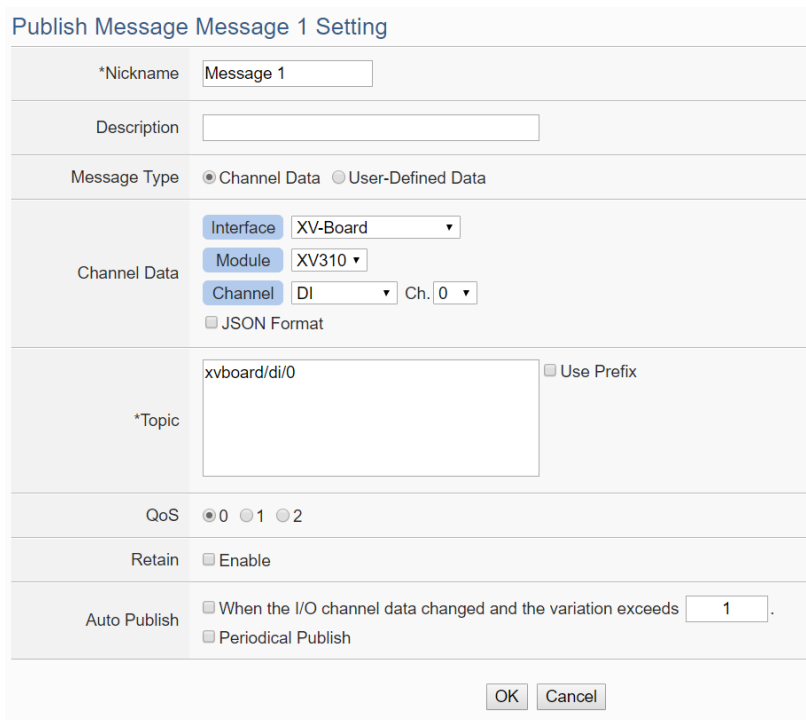 Publish Message Message 1 Setting
*Nickname Message 1
Description
Message Type Channel Data User-Defined Data
Interface XV-Board
Module XV310
Channel Data
Channel DI Ch. 0
JSON Format
xvboard/di/0 Use Prefix
*Topic
QoS 0 1 2
Retain Enable
When the I/O channel data changed and the variation exceeds 1 .
Auto Publish
Periodical Publish
OK Cancel